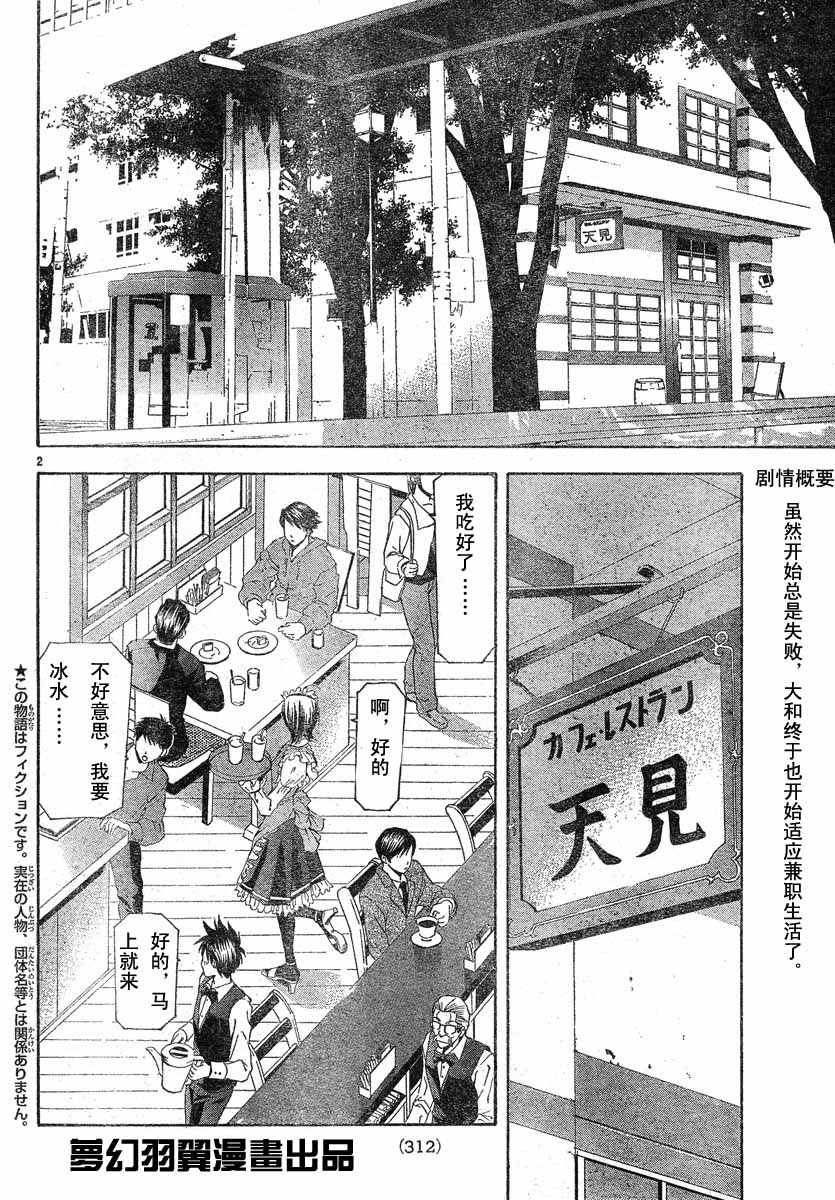 天見
2
剧情概要
虽然开始总是失败，大和终于也开始适应兼职生活了。
カフェ・レストラン
天見
我吃好了……
啊，好的
不好意思，我要
冰水……
好的，马
上就来
★この物語はフィクションです。実在の人物、団体名等とは関係ありません。
夢幻羽翼漫畫出品
(312)